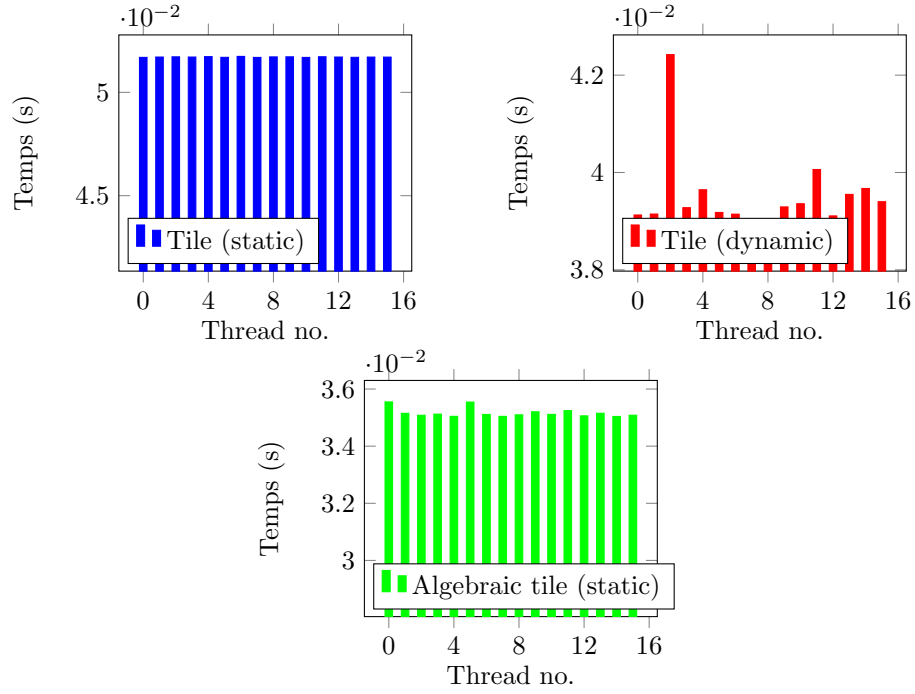 ·10⁻²
5
4.5
Temps (s)
Tile (static)
0 4 8 12 16
Thread no.
·10⁻²
4.2
4
3.8
Temps (s)
Tile (dynamic)
0 4 8 12 16
Thread no.
·10⁻²
3.6
3.4
3.2
3
Temps (s)
Algebraic tile (static)
0 4 8 12 16
Thread no.